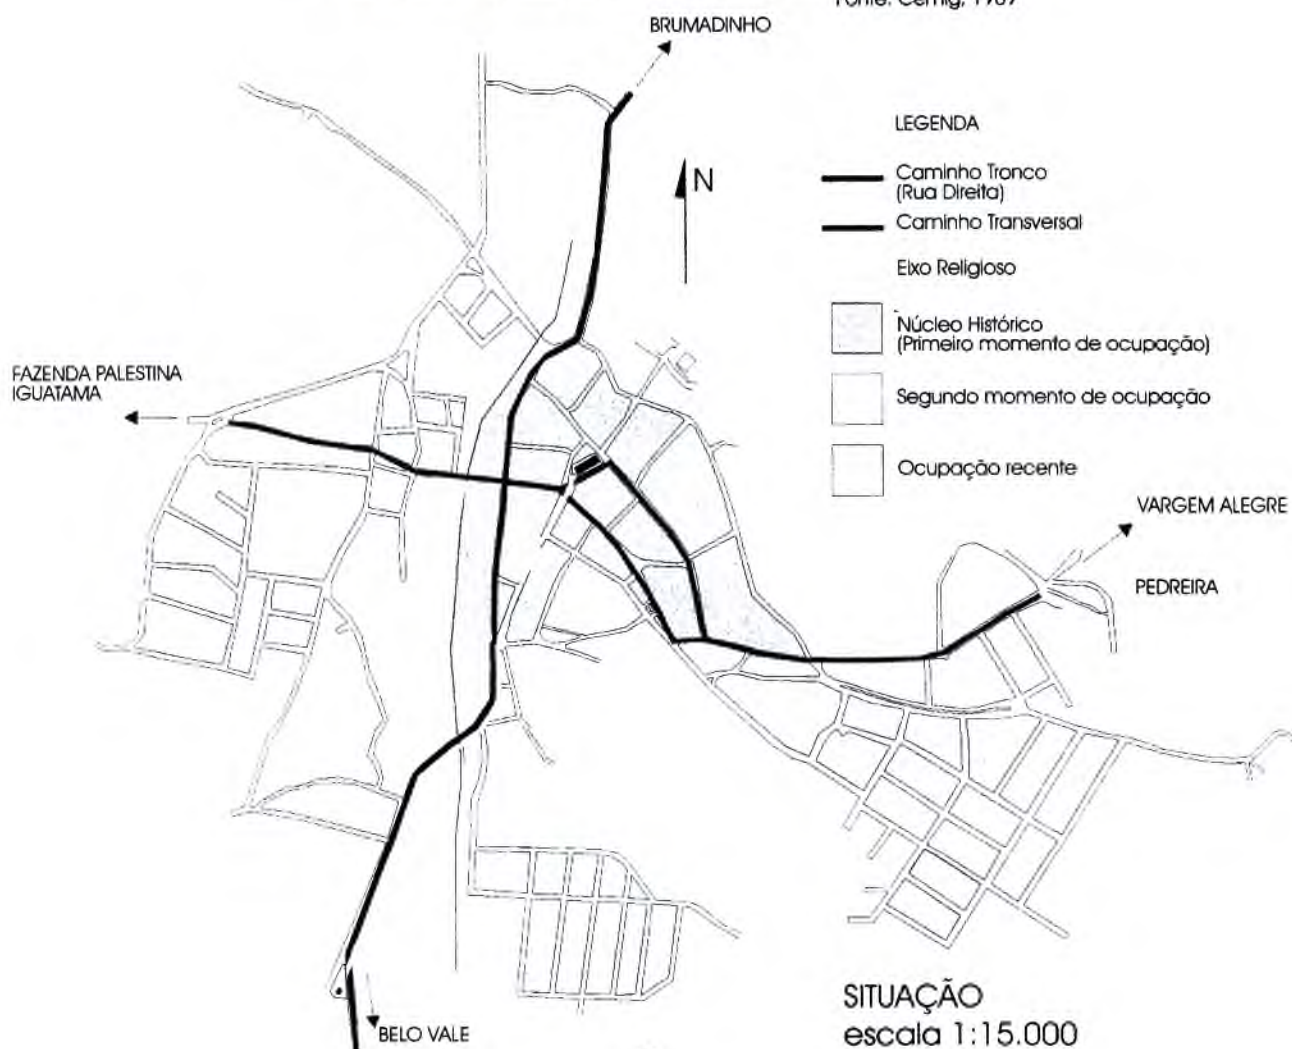 BRUMADINHO
LEGENDA
Caminho Tronco
(Rua Direita)
Caminho Transversal
Eixo Religioso
Núcleo Histórico
(Primeiro momento de ocupação)
Segundo momento de ocupação
Ocupação recente
N
FAZENDA PALESTINA
IGUATAMA
VARGEM ALEGRE
PEDREIRA
BELO VALE
SITUAÇÃO
escala 1:15.000